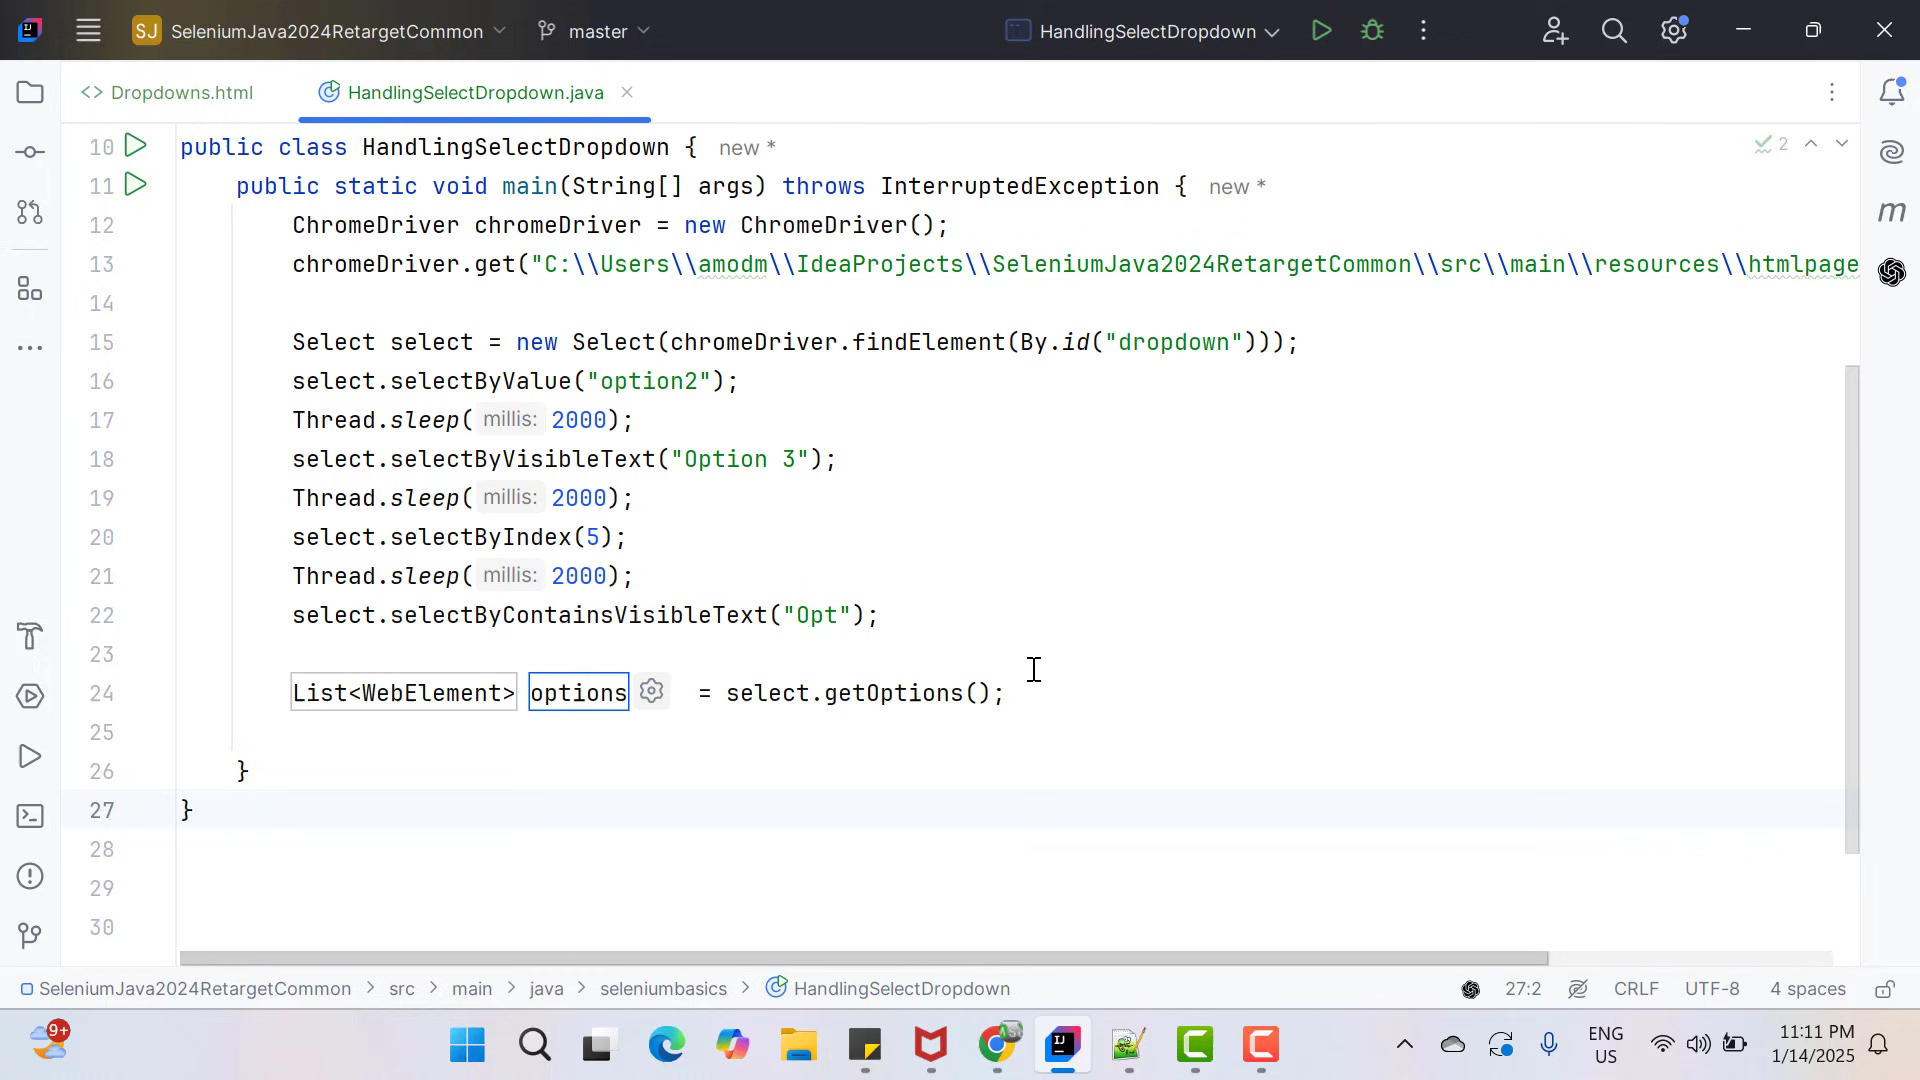 SJ SeleniumJava2024RetargetCommon master HandlingSelectDropdown
<> Dropdowns.html HandlingSelectDropdown.java
10 public class HandlingSelectDropdown { new *
2
11 public static void main(String[] args) throws InterruptedException { new *
12 ChromeDriver chromeDriver = new ChromeDriver();
13 chromeDriver.get("C:\\Users\\amodm\\IdeaProjects\\SeleniumJava2024RetargetCommon\\src\\main\\resources\\htmlpage
14
15 Select select = new Select(chromeDriver.findElement(By.id("dropdown")));
16 select.selectByValue("option2");
17 Thread.sleep( millis: 2000);
18 select.selectByVisibleText("Option 3");
19 Thread.sleep( millis: 2000);
20 select.selectByIndex(5);
21 Thread.sleep( millis: 2000);
22 select.selectByContainsVisibleText("Opt");
23
24 List<WebElement> options = select.getOptions();
25
26 }
27 }
28
29
30
SeleniumJava2024RetargetCommon > src > main > java > seleniumbasics > HandlingSelectDropdown 27:2 CRLF UTF-8 4 spaces
9+ ENG 11:11 PM
US 1/14/2025